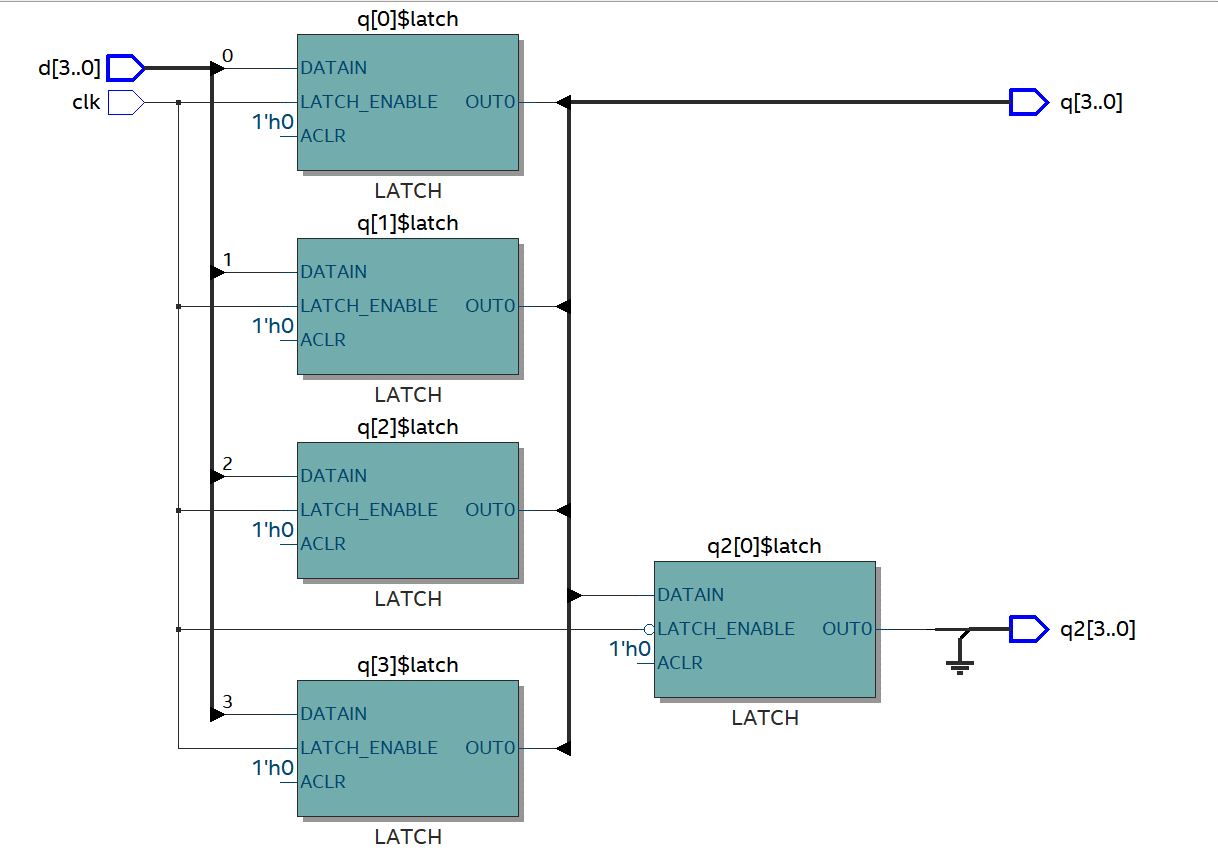 q[0]$latch
d[3..0]
0
DATAIN
clk
LATCH_ENABLE OUT0
q[3..0]
1'h0
ACLR
LATCH
q[1]$latch
1
DATAIN
LATCH_ENABLE OUT0
1'h0
ACLR
LATCH
q[2]$latch
2
DATAIN
LATCH_ENABLE OUT0
1'h0
ACLR
LATCH
q2[0]$latch
DATAIN
LATCH_ENABLE OUT0
q2[3..0]
1'h0
ACLR
LATCH
q[3]$latch
3
DATAIN
LATCH_ENABLE OUT0
1'h0
ACLR
LATCH